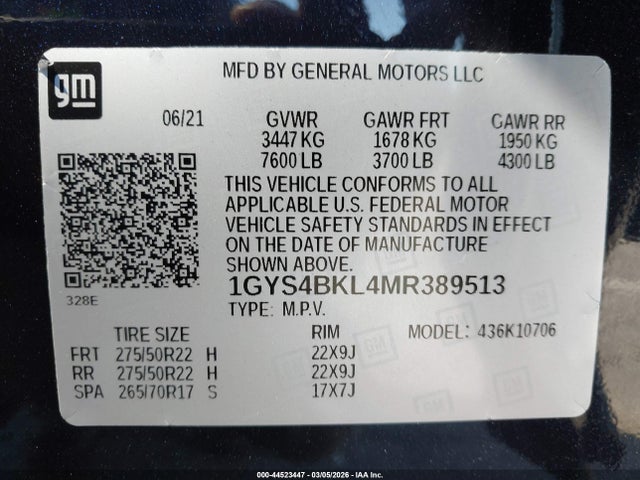 gm
MFD BY GENERAL MOTORS LLC
06/21 GVWR GAWR FRT GAWR RR
3447 KG 1678 KG 1950 KG
7600 LB 3700 LB 4300 LB
THIS VEHICLE CONFORMS TO ALL
APPLICABLE U.S. FEDERAL MOTOR
VEHICLE SAFETY STANDARDS IN EFFECT
ON THE DATE OF MANUFACTURE
SHOWN ABOVE.
1GYS4BKL4MR389513
328E
TYPE: M.P.V.
TIRE SIZE RIM MODEL: 436K10706
FRT 275/50R22 H 22X9J
RR 275/50R22 H 22X9J
SPA 265/70R17 S 17X7J
000-44523447 | 03/05/2026 | IAA Inc.